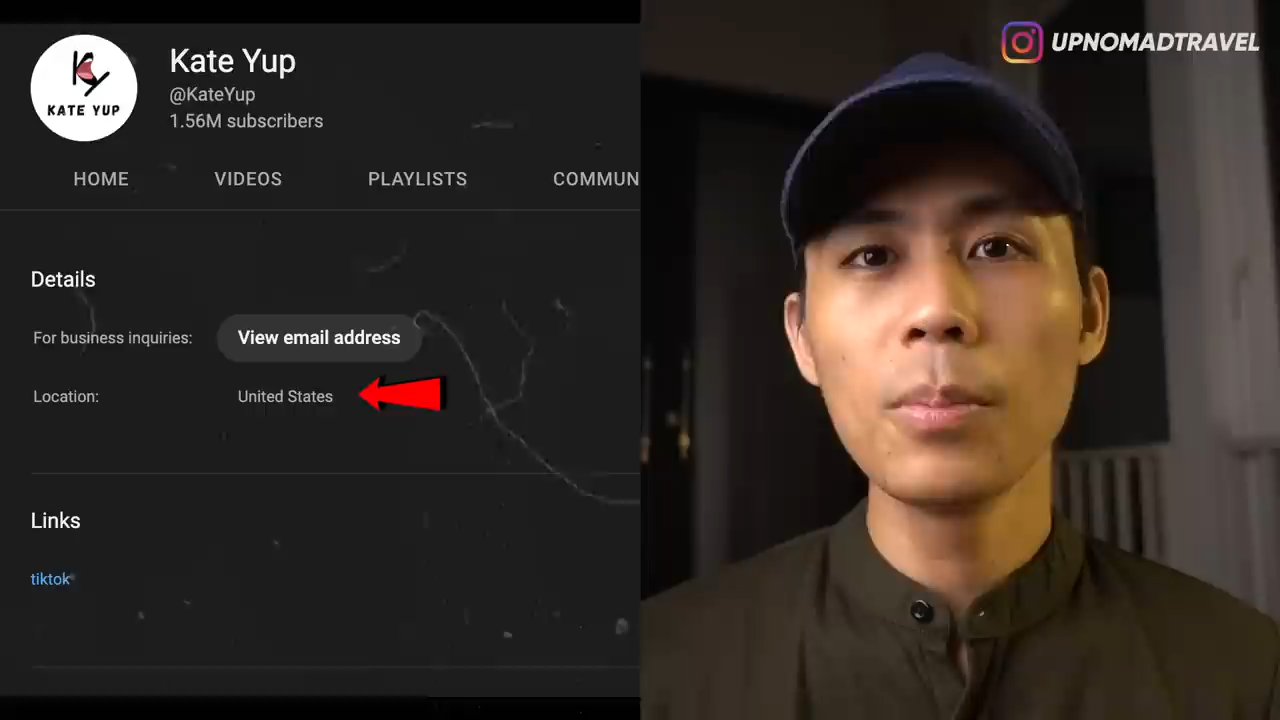 Kate Yup
@KateYup
1.56M subscribers
KATE YUP
HOME VIDEOS PLAYLISTS COMMUN
Details
For business inquiries: View email address
Location: United States
Links
tiktok
UPNOMADTRAVEL